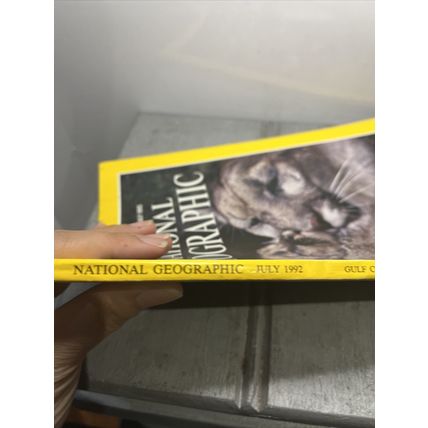 NATIONAL GEOGRAPHIC JULY 1992 GULF C
NATIONAL
GEOGRAPHIC